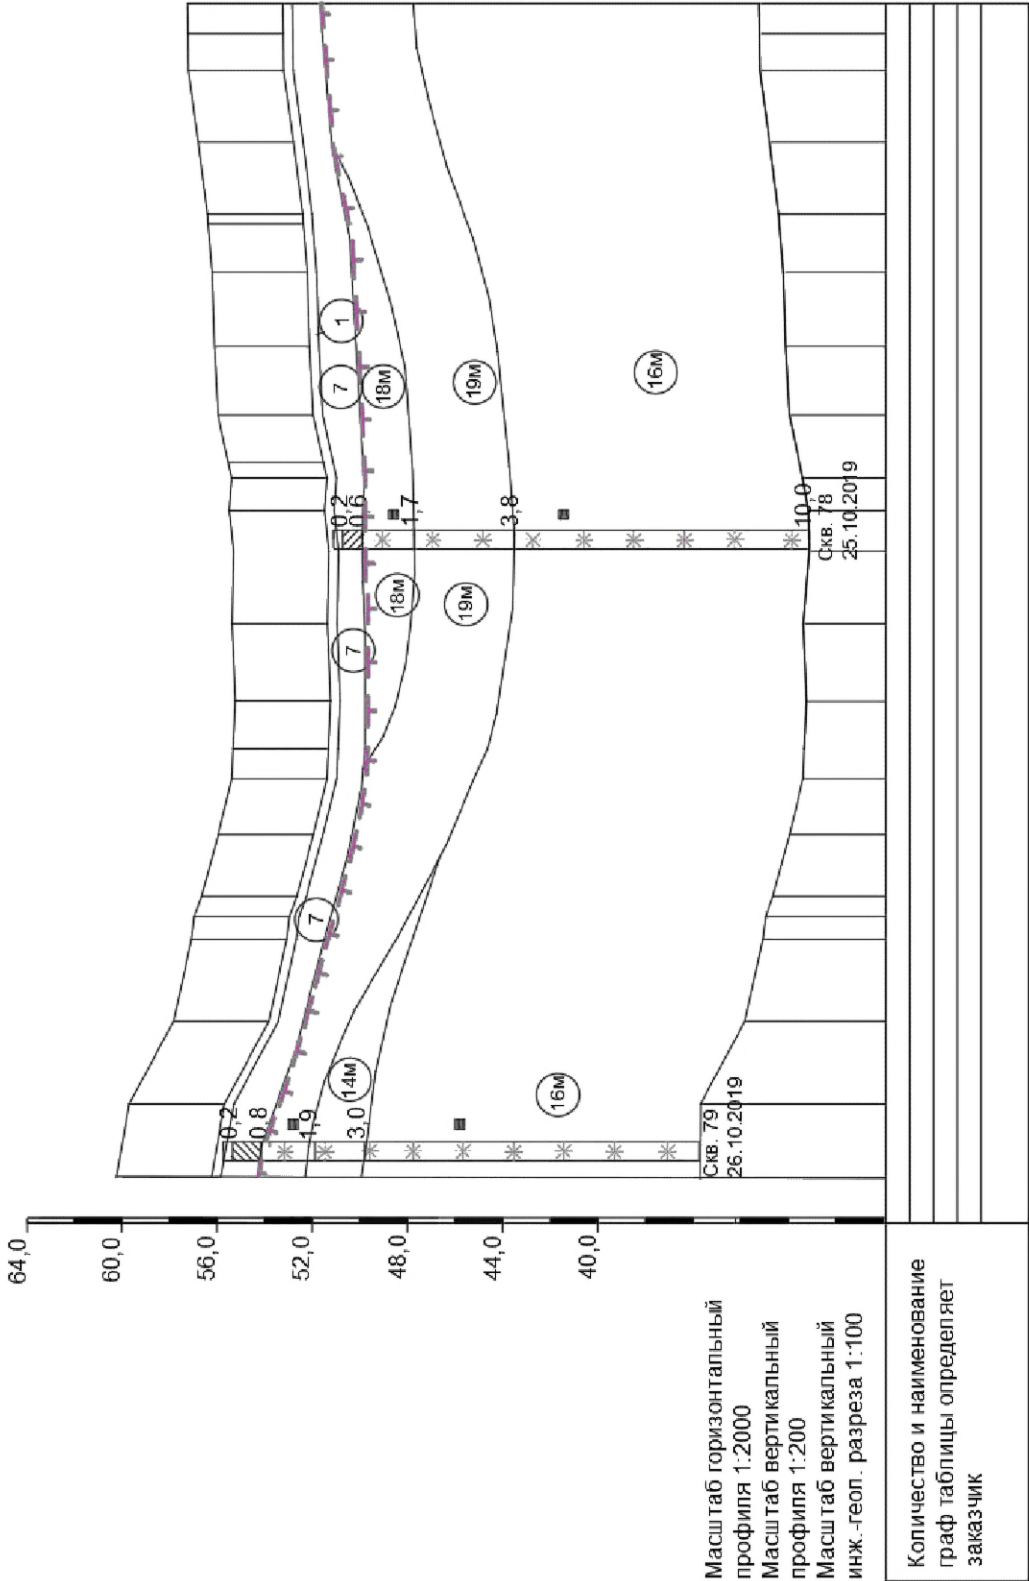 64,0
60,0
56,0
52,0
48,0
44,0
40,0
Масштаб горизонтальный
профиля 1:2000
Масштаб вертикальный
профиля 1:200
Масштаб вертикальный
инж.-геол. разреза 1:100
Количество и наименование
граф таблицы определяет
заказчик
0,2
0,8
1,9
3,0
Скв. 79
26.10.2019
14м
16м
7
7
18м
19м
0,2
0,6
1,7
3,8
10,0
Скв. 78
25.10.2019
7
1
18м
19м
16м